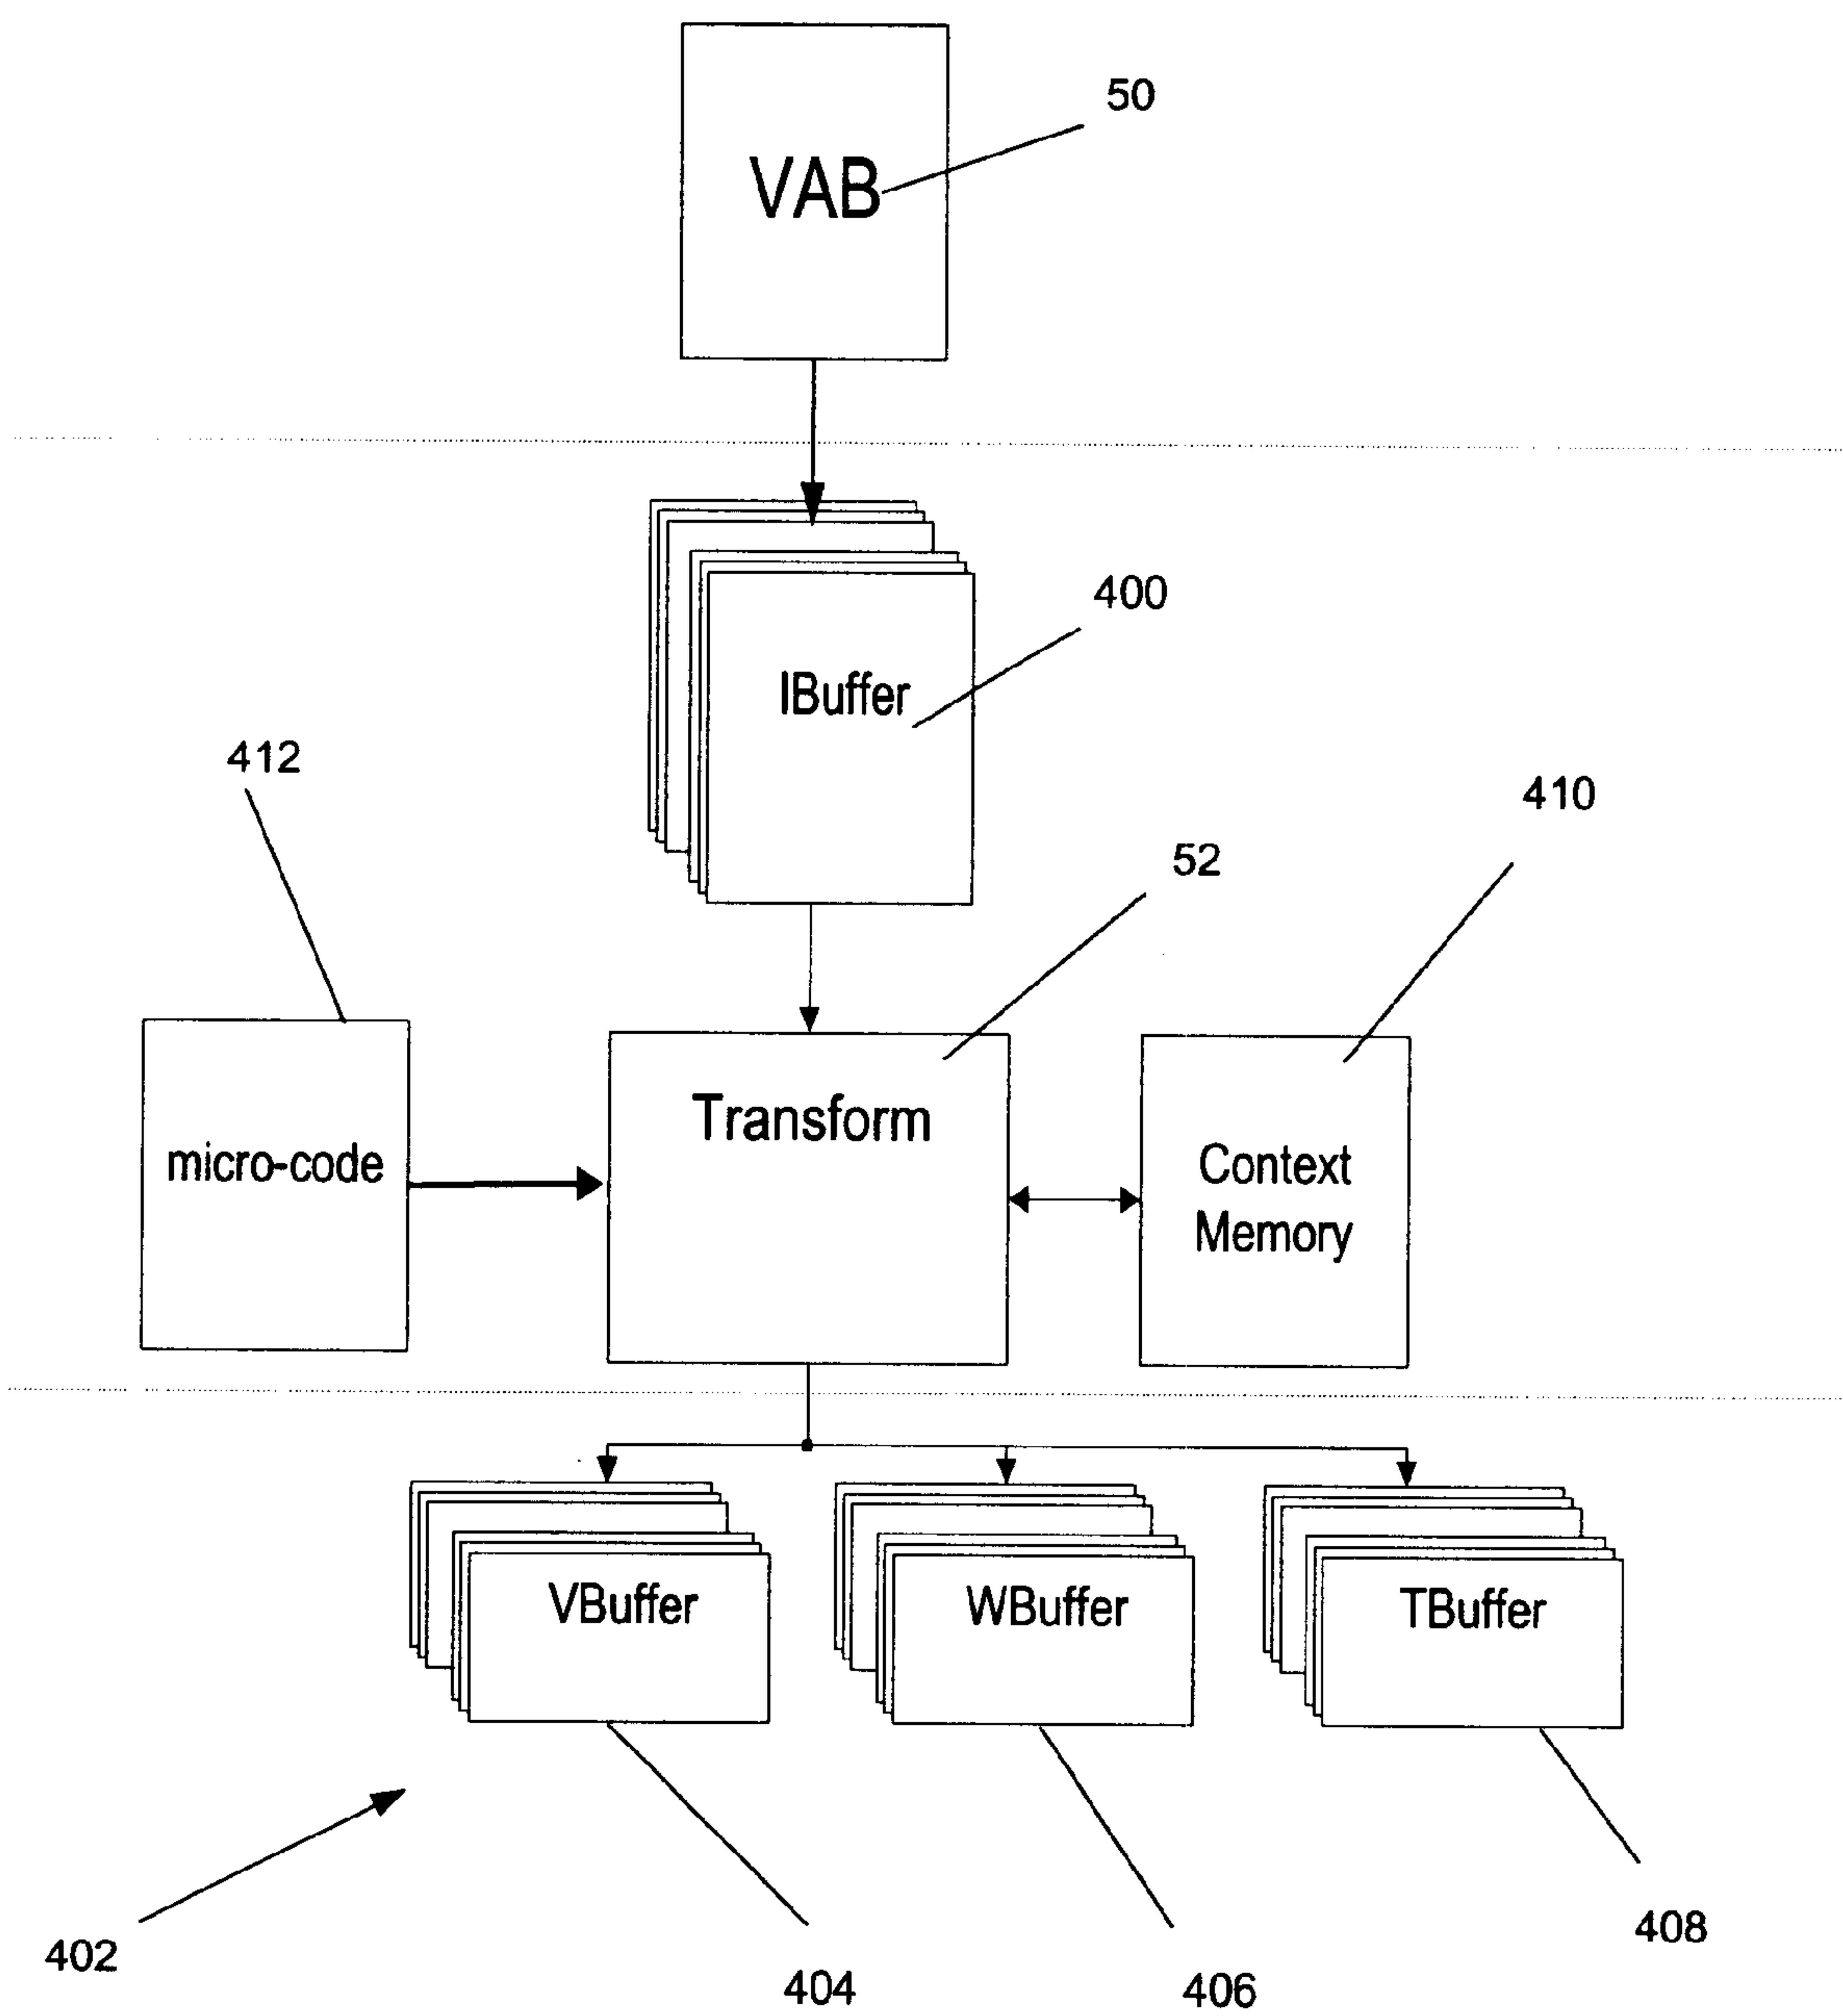 50
VAB
400
IBuffer
412
410
52
Transform
micro-code
Context
Memory
VBuffer
WBuffer
TBuffer
402
404
406
408